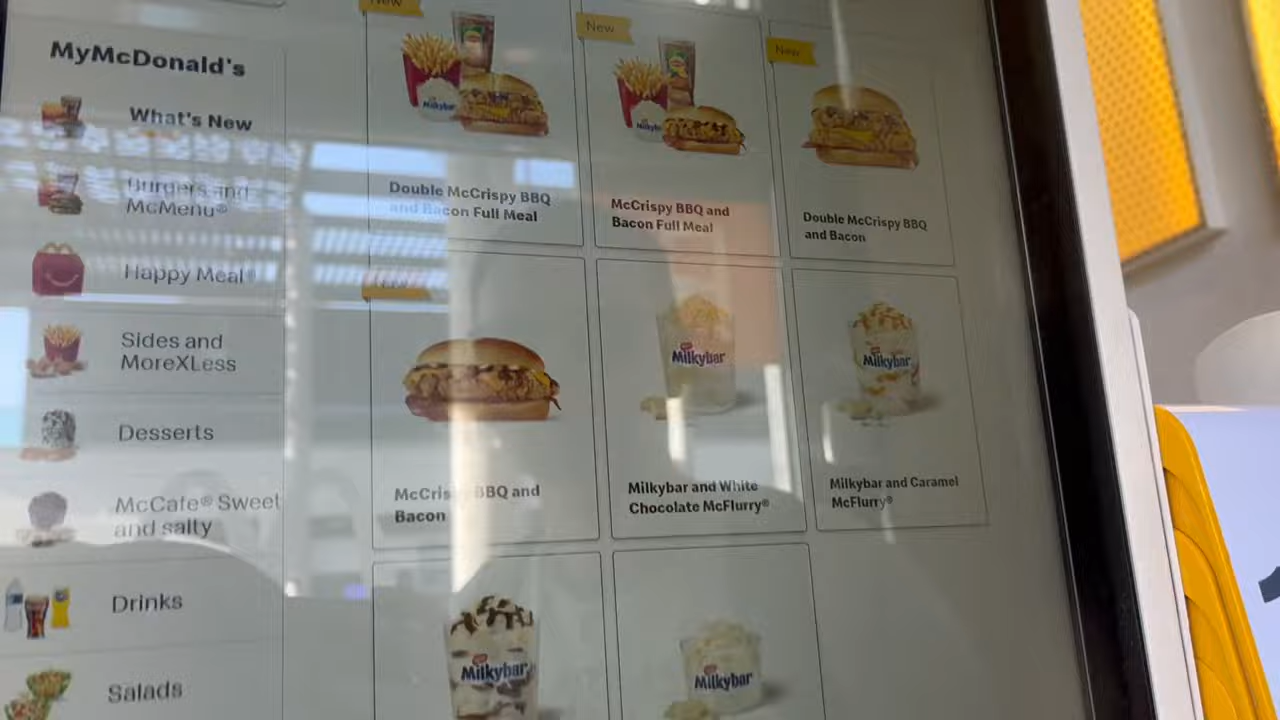 MyMcDonald's
What's New
Burgers and
McMenu®
Happy Meal®
Sides and
MoreXLess
Desserts
McCafe® Sweet
and salty
Drinks
Salads
New
Double McCrispy BBQ
and Bacon Full Meal
New
McCrispy BBQ and
Bacon Full Meal
New
Double McCrispy BBQ
and Bacon
McCrispy BBQ and
Bacon
Milkybar
Milkybar and White
Chocolate McFlurry®
Milkybar
Milkybar and Caramel
McFlurry®
Milkybar
Milkybar